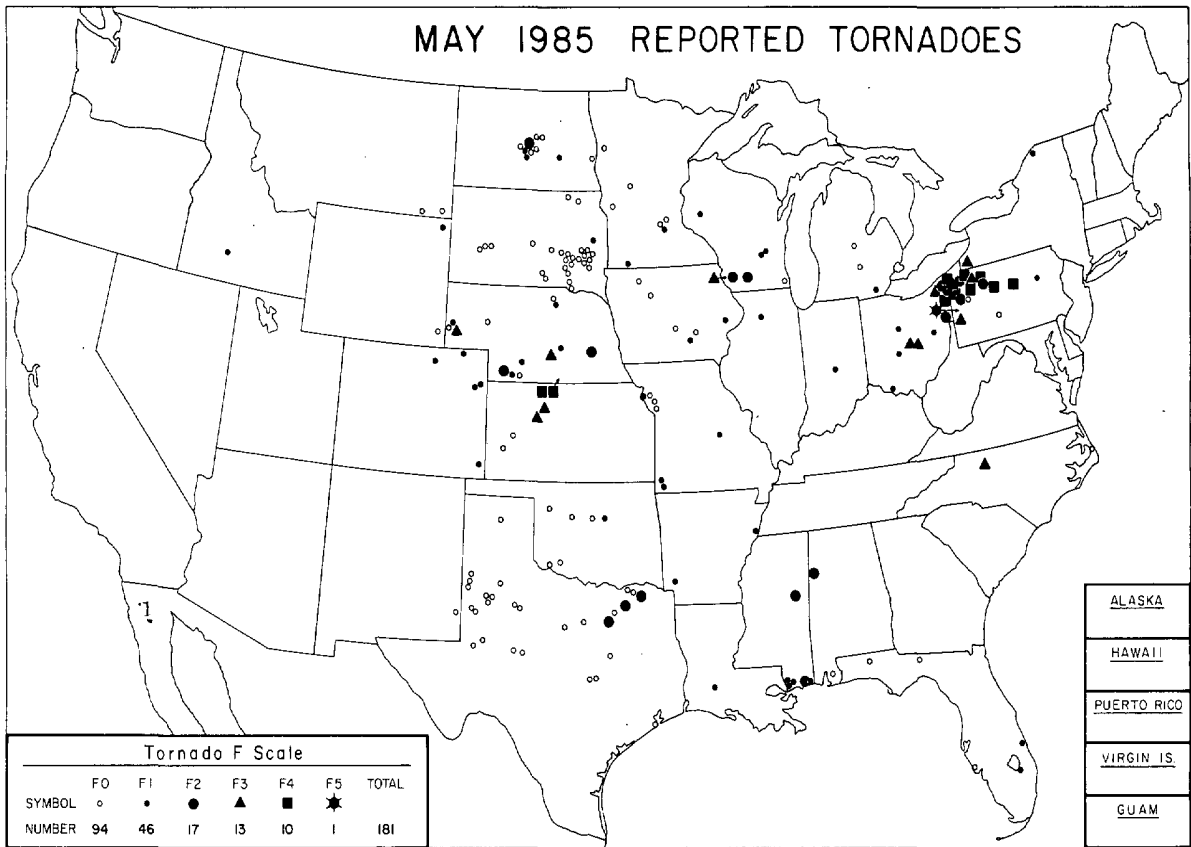 MAY 1985 REPORTED TORNADOES
ALASKA
HAWAII
PUERTO RICO
VIRGIN IS.
GUAM
Tornado F Scale
F0 F1 F2 F3 F4 F5 TOTAL
SYMBOL
NUMBER 94 46 17 13 10 1 181